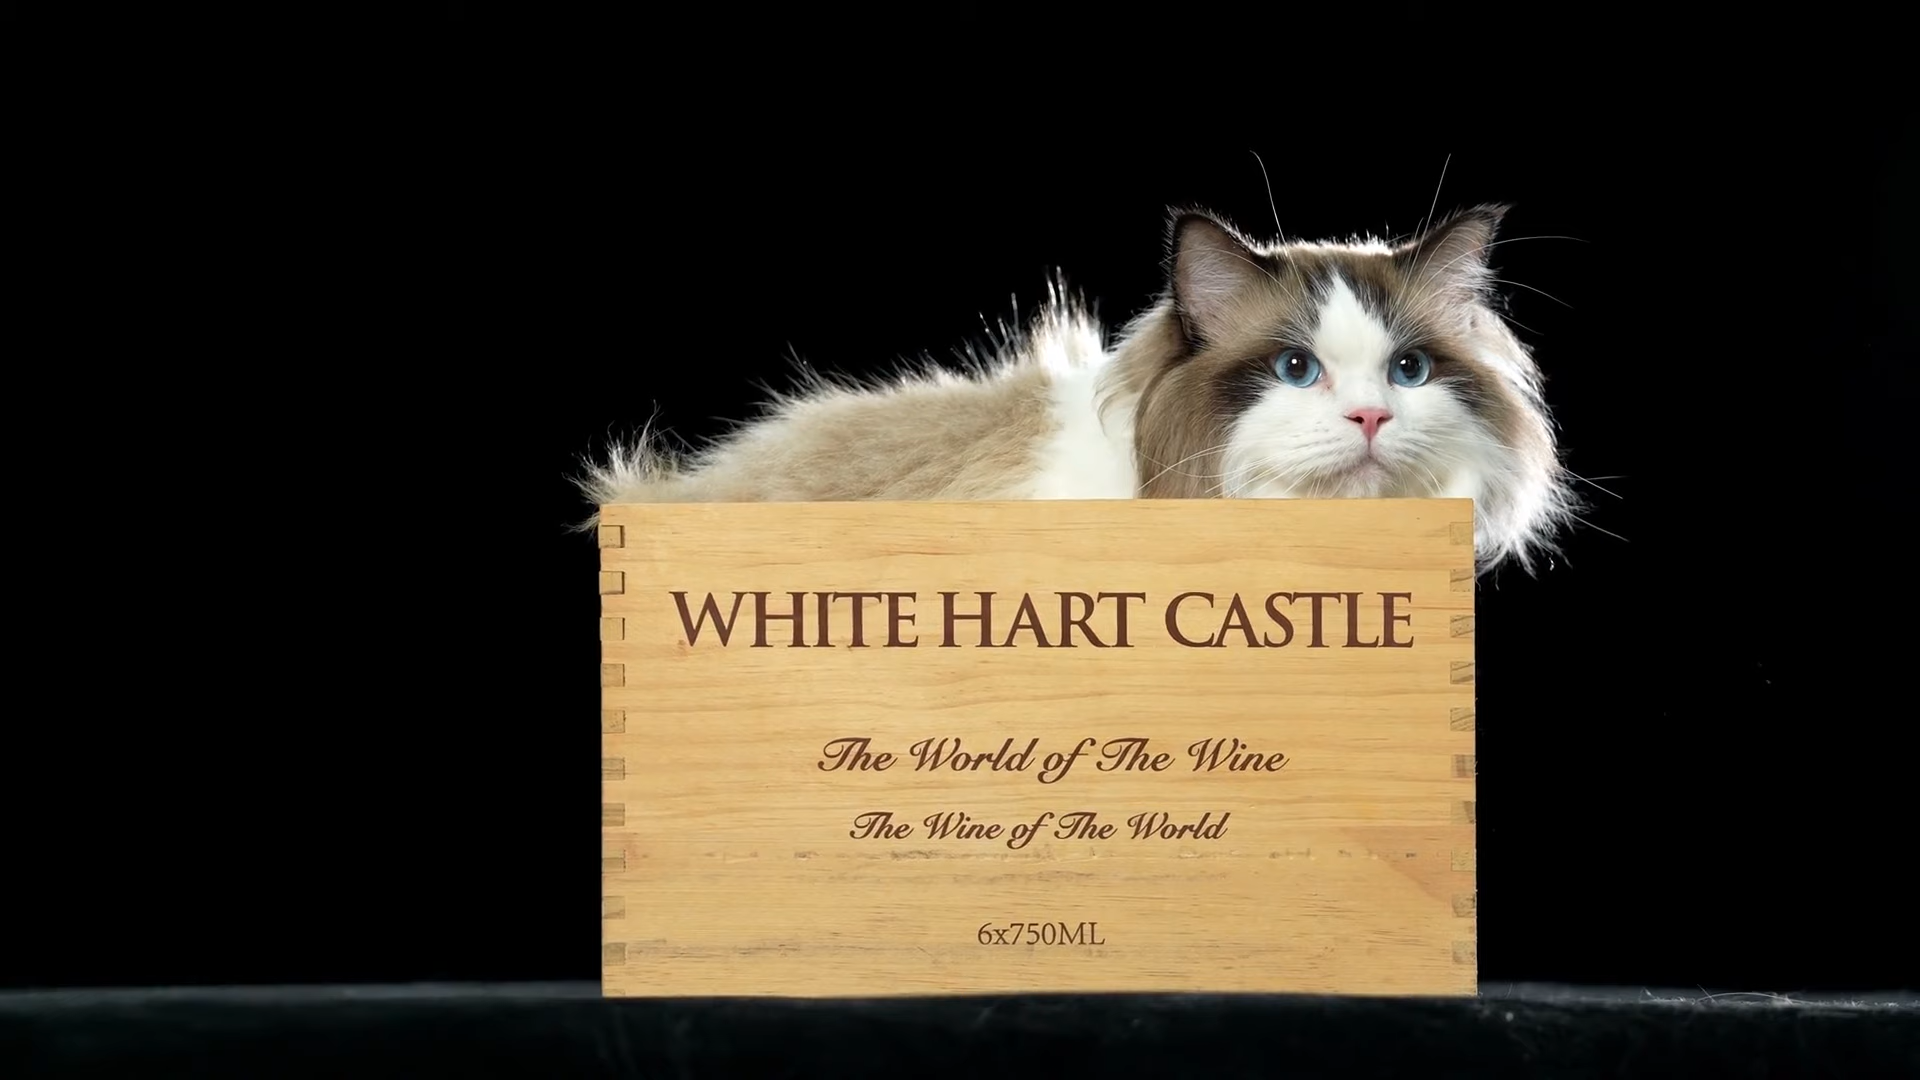 WHITE HART CASTLE
The World of The Wine
The Wine of The World
6x750ML